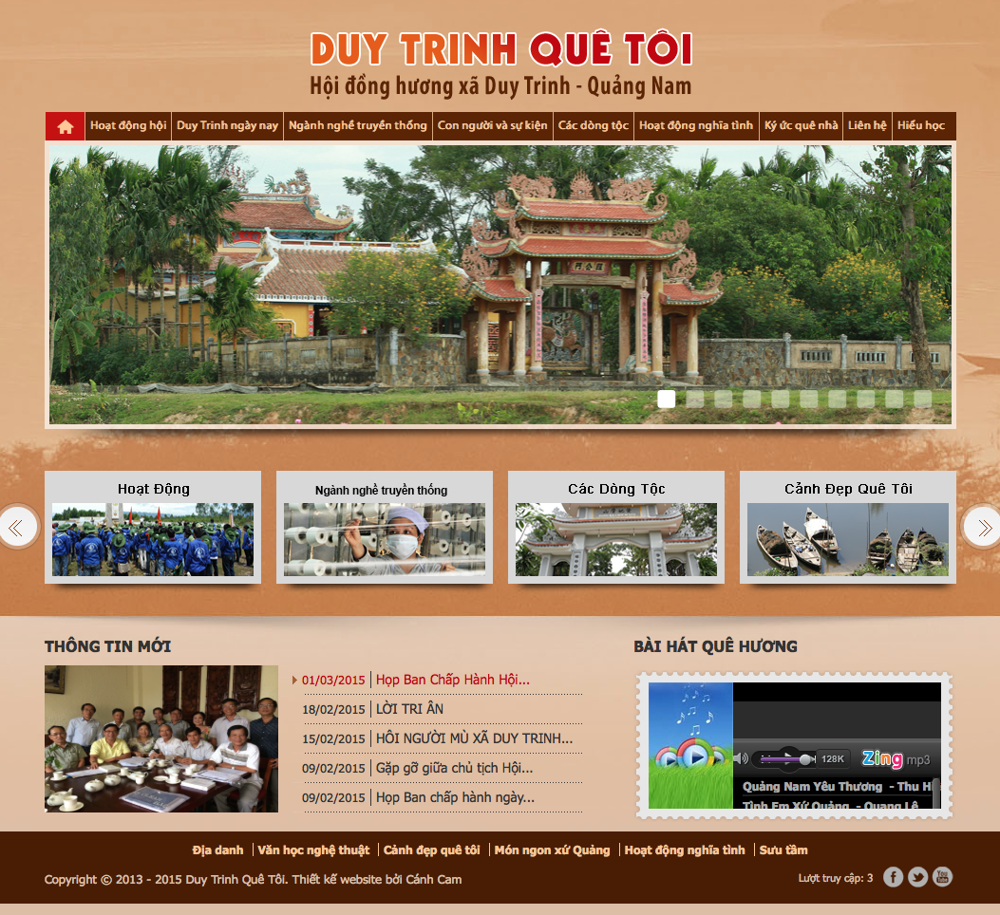 DUY TRINH QUÊ TÔI
Hội đồng hương xã Duy Trinh - Quảng Nam
Hoạt động hội
Duy Trinh ngày nay
Ngành nghề truyền thống
Con người và sự kiện
Các dòng tộc
Hoạt động nghĩa tình
Ký ức quê nhà
Liên hệ
Hiếu học
Hoạt Động
Ngành nghề truyền thống
Các Dòng Tộc
Cảnh Đẹp Quê Tôi
THÔNG TIN MỚI
01/03/2015 Họp Ban Chấp Hành Hội...
18/02/2015 LỜI TRI ÂN
15/02/2015 HÔI NGƯỜI MÙ XÃ DUY TRINH...
09/02/2015 Gặp gỡ giữa chủ tịch Hội...
09/02/2015 Họp Ban chấp hành ngày...
BÀI HÁT QUÊ HƯƠNG
128K
Zing mp3
Quảng Nam Yêu Thương - Thu
Tình Em Xứ Quảng - Quang Lê
Địa danh
Văn học nghệ thuật
Cảnh đẹp quê tôi
Món ngon xứ Quảng
Hoạt động nghĩa tình
Sưu tầm
Copyright © 2013 - 2015 Duy Trinh Quê Tôi. Thiết kế website bởi Cánh Cam
Lượt truy cập: 3
You Tube